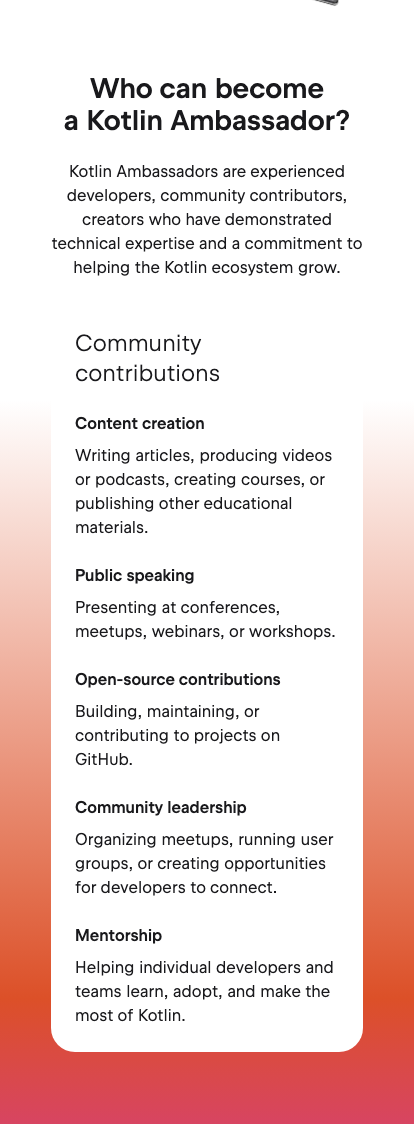 Who can become
a Kotlin Ambassador?
Kotlin Ambassadors are experienced
developers, community contributors,
creators who have demonstrated
technical expertise and a commitment to
helping the Kotlin ecosystem grow.
Community
contributions
Content creation
Writing articles, producing videos
or podcasts, creating courses, or
publishing other educational
materials.
Public speaking
Presenting at conferences,
meetups, webinars, or workshops.
Open-source contributions
Building, maintaining, or
contributing to projects on
GitHub.
Community leadership
Organizing meetups, running user
groups, or creating opportunities
for developers to connect.
Mentorship
Helping individual developers and
teams learn, adopt, and make the
most of Kotlin.